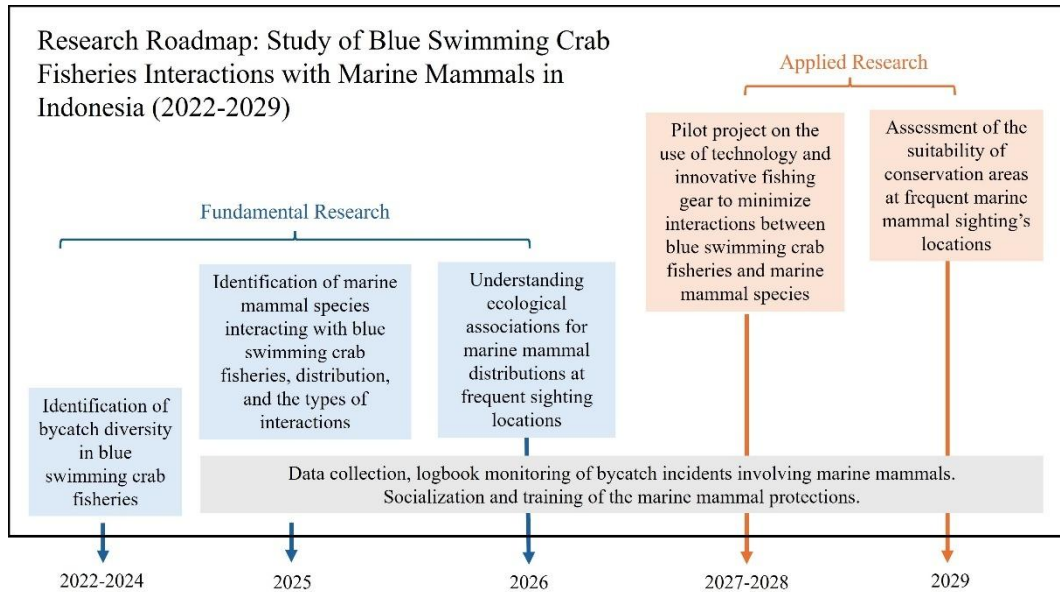 Research Roadmap: Study of Blue Swimming Crab
Fisheries Interactions with Marine Mammals in
Indonesia (2022-2029)
Applied Research
Fundamental Research
Identification of
bycatch diversity
in blue
swimming crab
fisheries
Identification of marine
mammal species
interacting with blue
swimming crab
fisheries, distribution,
and the types of
interactions
Understanding
ecological
associations for
marine mammal
distributions at
frequent sighting
locations
Pilot project on the
use of technology and
innovative fishing
gear to minimize
interactions between
blue swimming crab
fisheries and marine
mammal species
Assessment of the
suitability of
conservation areas
at frequent marine
mammal sighting's
locations
Data collection, logbook monitoring of bycatch incidents involving marine mammals.
Socialization and training of the marine mammal protections.
2022-2024
2025
2026
2027-2028
2029